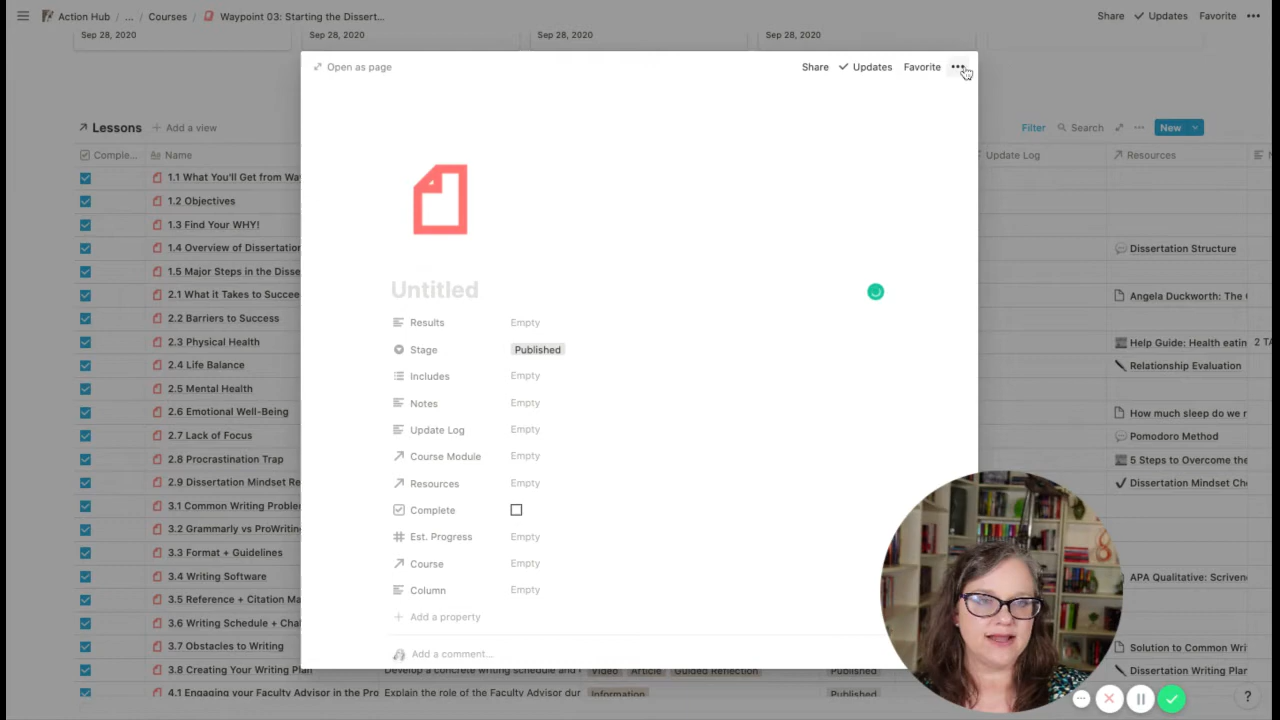 Action Hub / ... / Courses / Waypoint 03: Starting the Dissert...
Share Updates Favorite •••
Sep 28, 2020 Sep 28, 2020 Sep 28, 2020 Sep 28, 2020
Open as page Share Updates Favorite •••
Lessons + Add a view Filter Search ••• New
Comple... Aa Name Update Log Resources
1.1 What You'll Get from Way
1.2 Objectives
1.3 Find Your WHY!
1.4 Overview of Dissertation Dissertation Structure
1.5 Major Steps in the Disse
2.1 What it Takes to Succee Angela Duckworth: The
2.2 Barriers to Success
2.3 Physical Health Help Guide: Health eatin 2 TA
2.4 Life Balance Relationship Evaluation
2.5 Mental Health
2.6 Emotional Well-Being How much sleep do we r
2.7 Lack of Focus Pomodoro Method
2.8 Procrastination Trap 5 Steps to Overcome the
2.9 Dissertation Mindset Re Dissertation Mindset Che
3.1 Common Writing Proble
3.2 Grammarly vs ProWriting
3.3 Format + Guidelines
3.4 Writing Software APA Qualitative: Scriven
3.5 Reference + Citation Ma
3.6 Writing Schedule + Chal
3.7 Obstacles to Writing Solution to Common Wri
3.8 Creating Your Writing Plan Develop a concrete writing schedule and Video Article Guided Reflection Published Dissertation Writing Plan
4.1 Engaging your Faculty Advisor in the Pro Explain the role of the Faculty Advisor dur Information Published
Untitled
Results Empty
Stage Published
Includes Empty
Notes Empty
Update Log Empty
Course Module Empty
Resources Empty
Complete
Est. Progress Empty
Course Empty
Column Empty
+ Add a property
Add a comment...
?